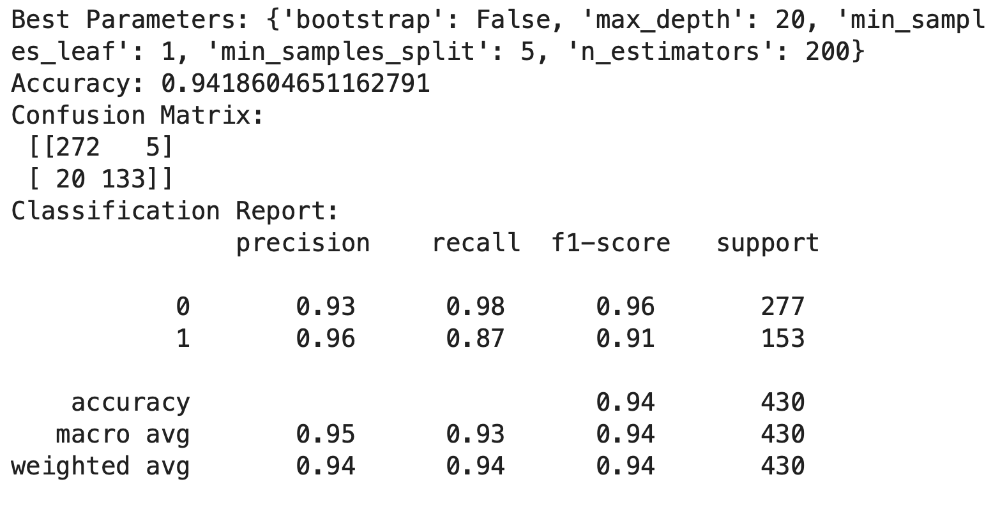 Best Parameters: {'bootstrap': False, 'max_depth': 20, 'min_sampl
es_leaf': 1, 'min_samples_split': 5, 'n_estimators': 200}
Accuracy: 0.9418604651162791
Confusion Matrix:
 [[272   5]
 [ 20 133]]
Classification Report:
               precision    recall  f1-score   support

           0       0.93      0.98      0.96       277
           1       0.96      0.87      0.91       153

    accuracy                           0.94       430
   macro avg       0.95      0.93      0.94       430
weighted avg       0.94      0.94      0.94       430